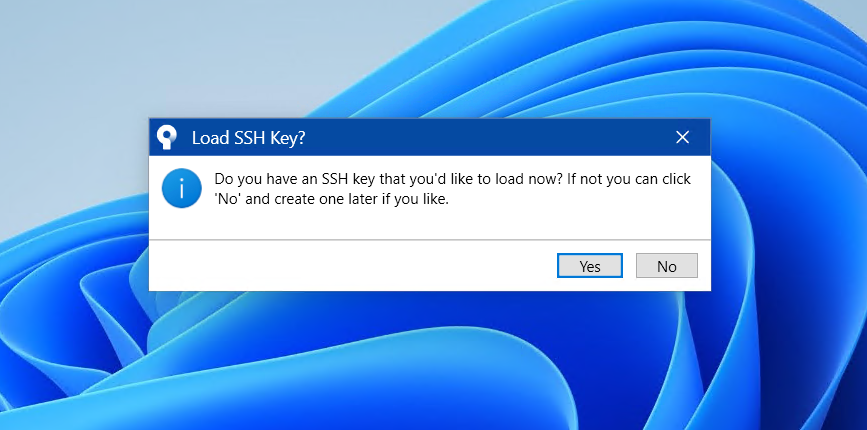 Load SSH Key?
Do you have an SSH key that you'd like to load now? If not you can click
'No' and create one later if you like.
Yes
No